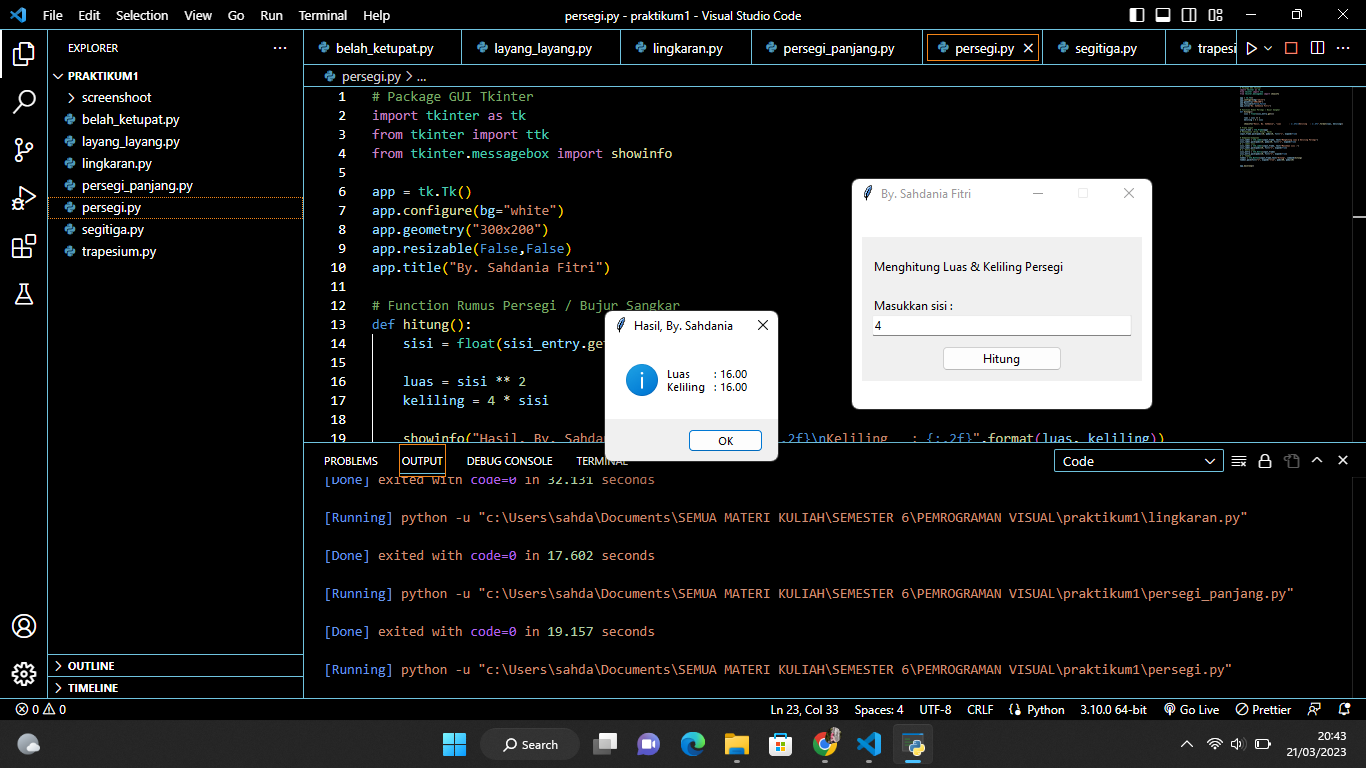 File Edit Selection View Go Run Terminal Help
persegi.py - praktikum1 - Visual Studio Code
EXPLORER
PRAKTIKUM1
screenshoot
belah_ketupat.py
layang_layang.py
lingkaran.py
persegi_panjang.py
persegi.py
segitiga.py
trapesium.py
OUTLINE
TIMELINE
belah_ketupat.py layang_layang.py lingkaran.py persegi_panjang.py persegi.py segitiga.py trapesi
persegi.py > ...
1 # Package GUI Tkinter
2 import tkinter as tk
3 from tkinter import ttk
4 from tkinter.messagebox import showinfo
5
6 app = tk.Tk()
7 app.configure(bg="white")
8 app.geometry("300x200")
9 app.resizable(False,False)
10 app.title("By. Sahdania Fitri")
11
12 # Function Rumus Persegi / Bujur Sangkar
13 def hitung():
14 sisi = float(sisi_entry.get
15
16 luas = sisi ** 2
17 keliling = 4 * sisi
18
19 showinfo("Hasil, By. Sahdan .2f}\nKeliling : {:.2f}".format(luas, keliling))
By. Sahdania Fitri
Menghitung Luas & Keliling Persegi
Masukkan sisi :
4
Hitung
Hasil, By. Sahdania
Luas : 16.00
Keliling : 16.00
OK
PROBLEMS OUTPUT DEBUG CONSOLE TERMINAL
Code
[Done] exited with code=0 in 32.131 seconds
[Running] python -u "c:\Users\sahda\Documents\SEMUA MATERI KULIAH\SEMESTER 6\PEMROGRAMAN VISUAL\praktikum1\lingkaran.py"
[Done] exited with code=0 in 17.602 seconds
[Running] python -u "c:\Users\sahda\Documents\SEMUA MATERI KULIAH\SEMESTER 6\PEMROGRAMAN VISUAL\praktikum1\persegi_panjang.py"
[Done] exited with code=0 in 19.157 seconds
[Running] python -u "c:\Users\sahda\Documents\SEMUA MATERI KULIAH\SEMESTER 6\PEMROGRAMAN VISUAL\praktikum1\persegi.py"
0 0
Ln 23, Col 33 Spaces: 4 UTF-8 CRLF Python 3.10.0 64-bit Go Live Prettier
Search
20:43
21/03/2023